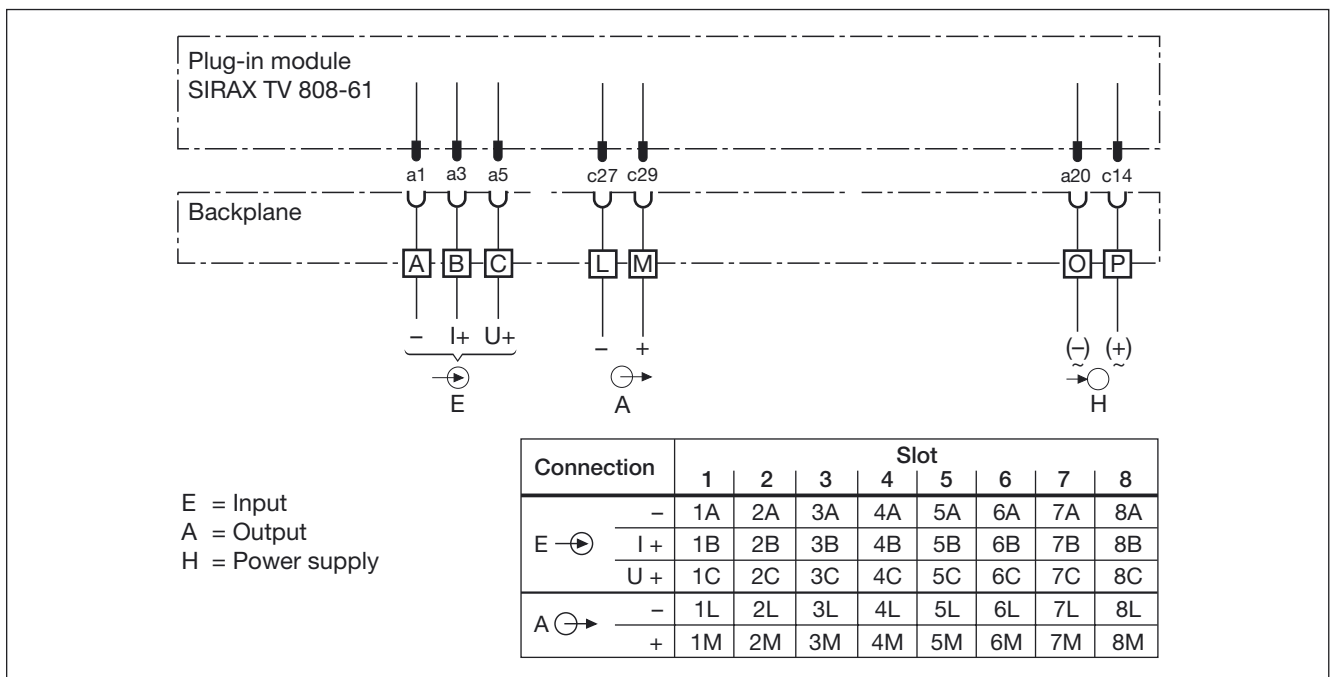 Plug-in module
SIRAX TV 808-61
a1 a3 a5 c27 c29 a20 c14
Backplane
A B C L M O P
– I+ U+ – + (–) (+)
~ ~
E A H
E = Input
A = Output
H = Power supply
Connection Slot
1 2 3 4 5 6 7 8
– 1A 2A 3A 4A 5A 6A 7A 8A
E I + 1B 2B 3B 4B 5B 6B 7B 8B
U + 1C 2C 3C 4C 5C 6C 7C 8C
– 1L 2L 3L 4L 5L 6L 7L 8L
A
+ 1M 2M 3M 4M 5M 6M 7M 8M